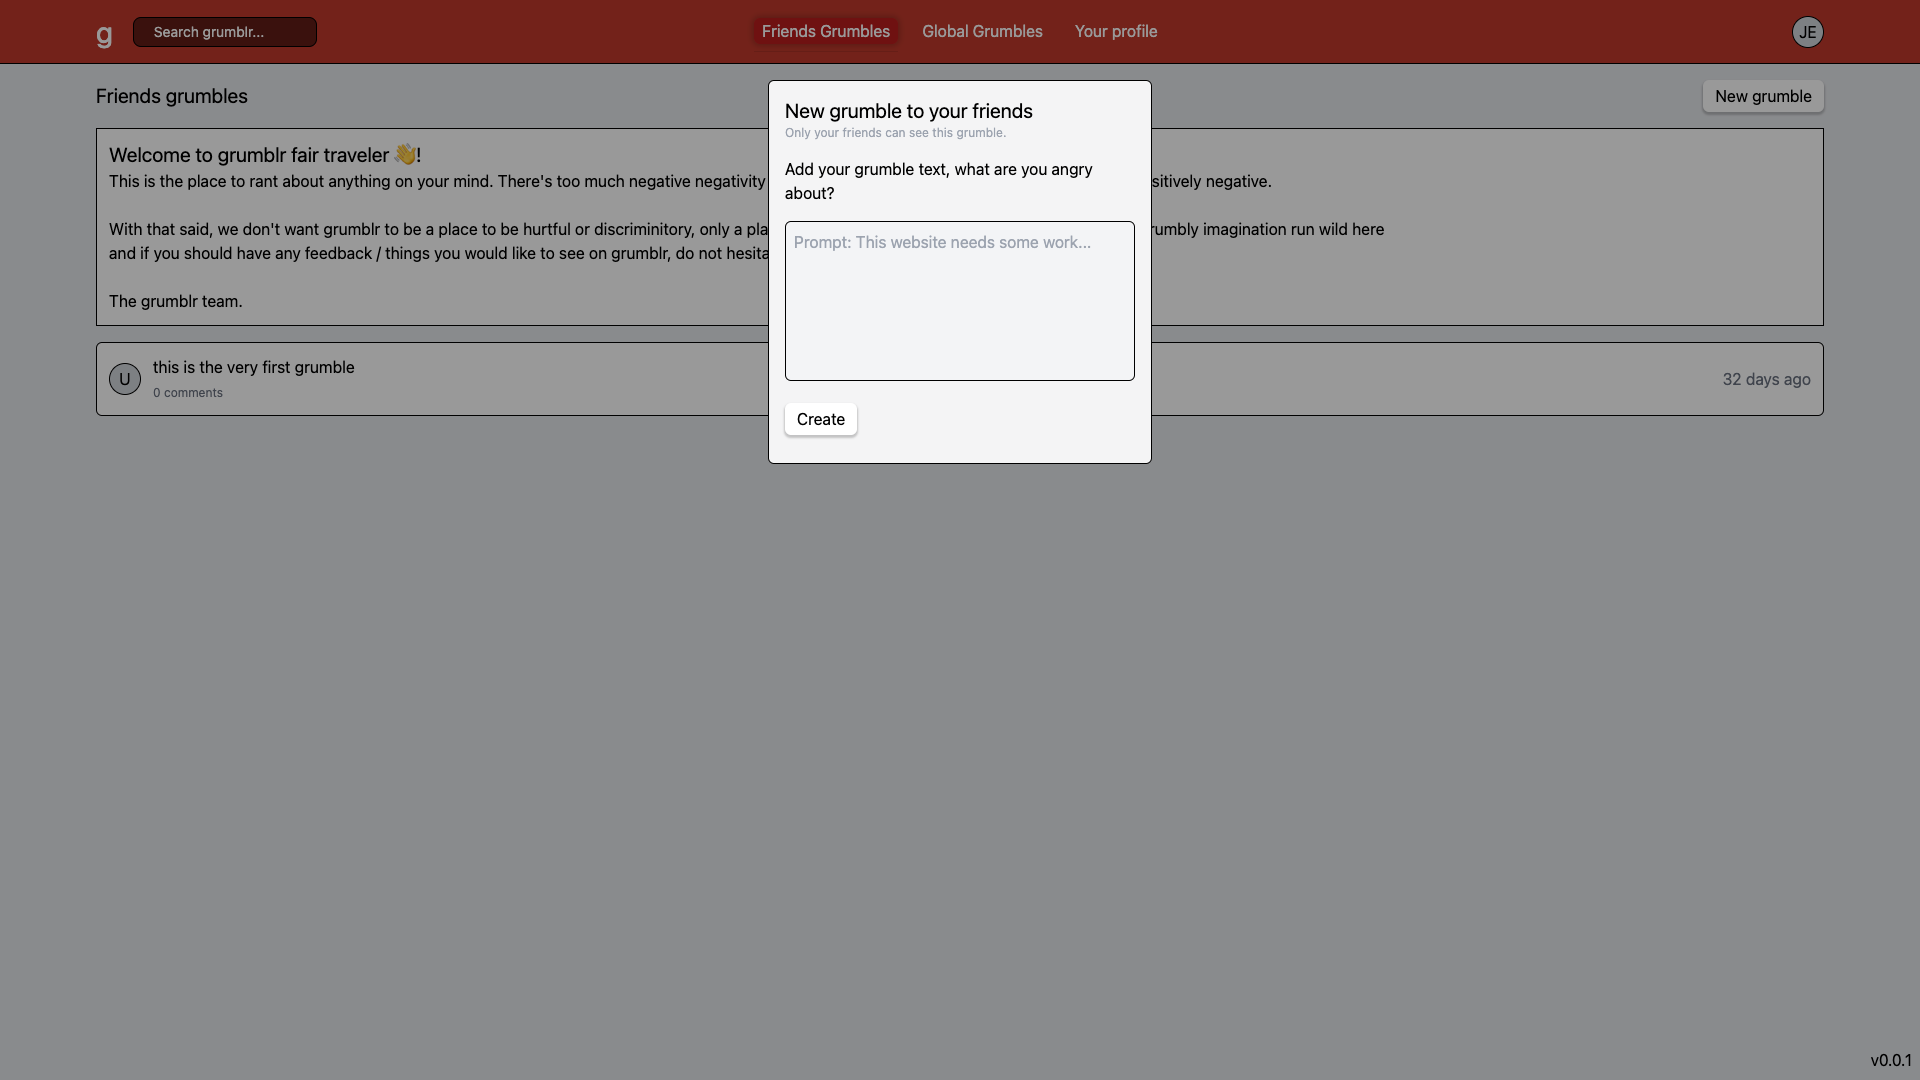 g
Search grumblr...
Friends Grumbles
Global Grumbles
Your profile
JE
Friends grumbles
New grumble
Welcome to grumblr fair traveler 👋!
This is the place to rant about anything on your mind. There's too much negative negativity
sitively negative.
With that said, we don't want grumblr to be a place to be hurtful or discriminitory, only a pla
rumbly imagination run wild here
and if you should have any feedback / things you would like to see on grumblr, do not hesita
The grumblr team.
U
this is the very first grumble
0 comments
32 days ago
New grumble to your friends
Only your friends can see this grumble.
Add your grumble text, what are you angry
about?
Prompt: This website needs some work...
Create
v0.0.1